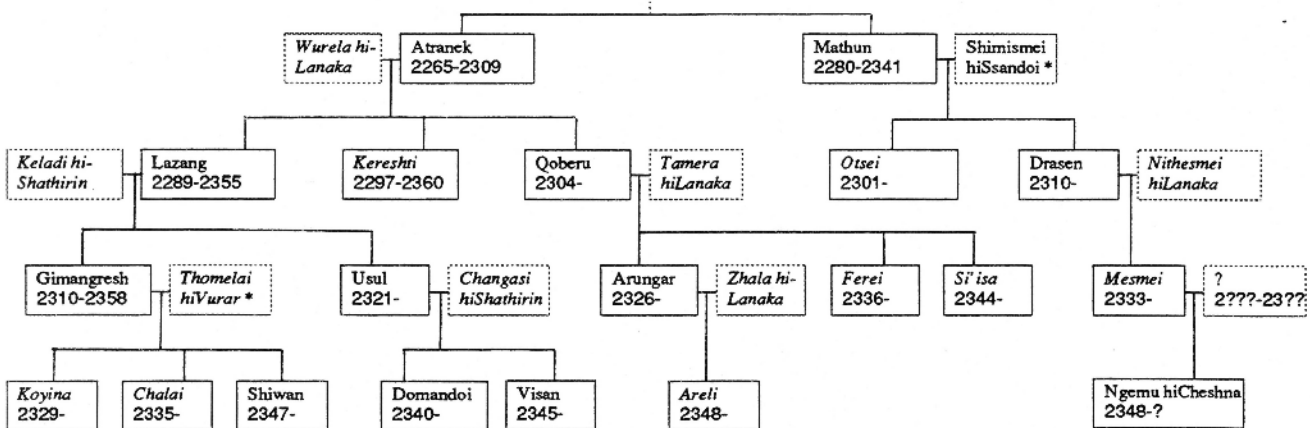 Wurela hi-
Lanaka
Atranek
2265-2309
Mathun
2280-2341
Shimismei
hiSsandoi *
Keladi hi-
Shathirin
Lazang
2289-2355
Kereshti
2297-2360
Qoberu
2304-
Tamera
hiLanaka
Otsei
2301-
Drasen
2310-
Nithesmei
hiLanaka
Gimangresh
2310-2358
Thomelai
hiVurar *
Usul
2321-
Changasi
hiShathirin
Arungar
2326-
Zhala hi-
Lanaka
Ferei
2336-
Si'isa
2344-
Mesmei
2333-
?
2???-23??
Koyina
2329-
Chalai
2335-
Shiwan
2347-
Domandoi
2340-
Visan
2345-
Areli
2348-
Ngemu hiCheshna
2348-?